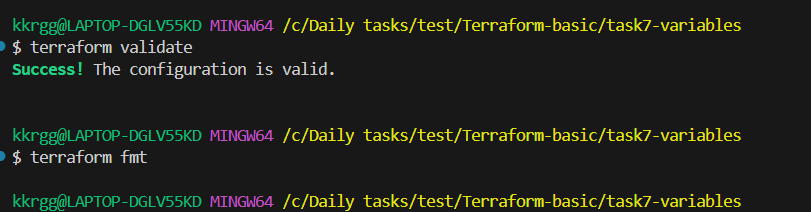 kkrgg@LAPTOP-DGLV55KD MINGW64 /c/Daily tasks/test/Terraform-basic/task7-variables
$ terraform validate
Success! The configuration is valid.
kkrgg@LAPTOP-DGLV55KD MINGW64 /c/Daily tasks/test/Terraform-basic/task7-variables
$ terraform fmt
kkrgg@LAPTOP-DGLV55KD MINGW64 /c/Daily tasks/test/Terraform-basic/task7-variables